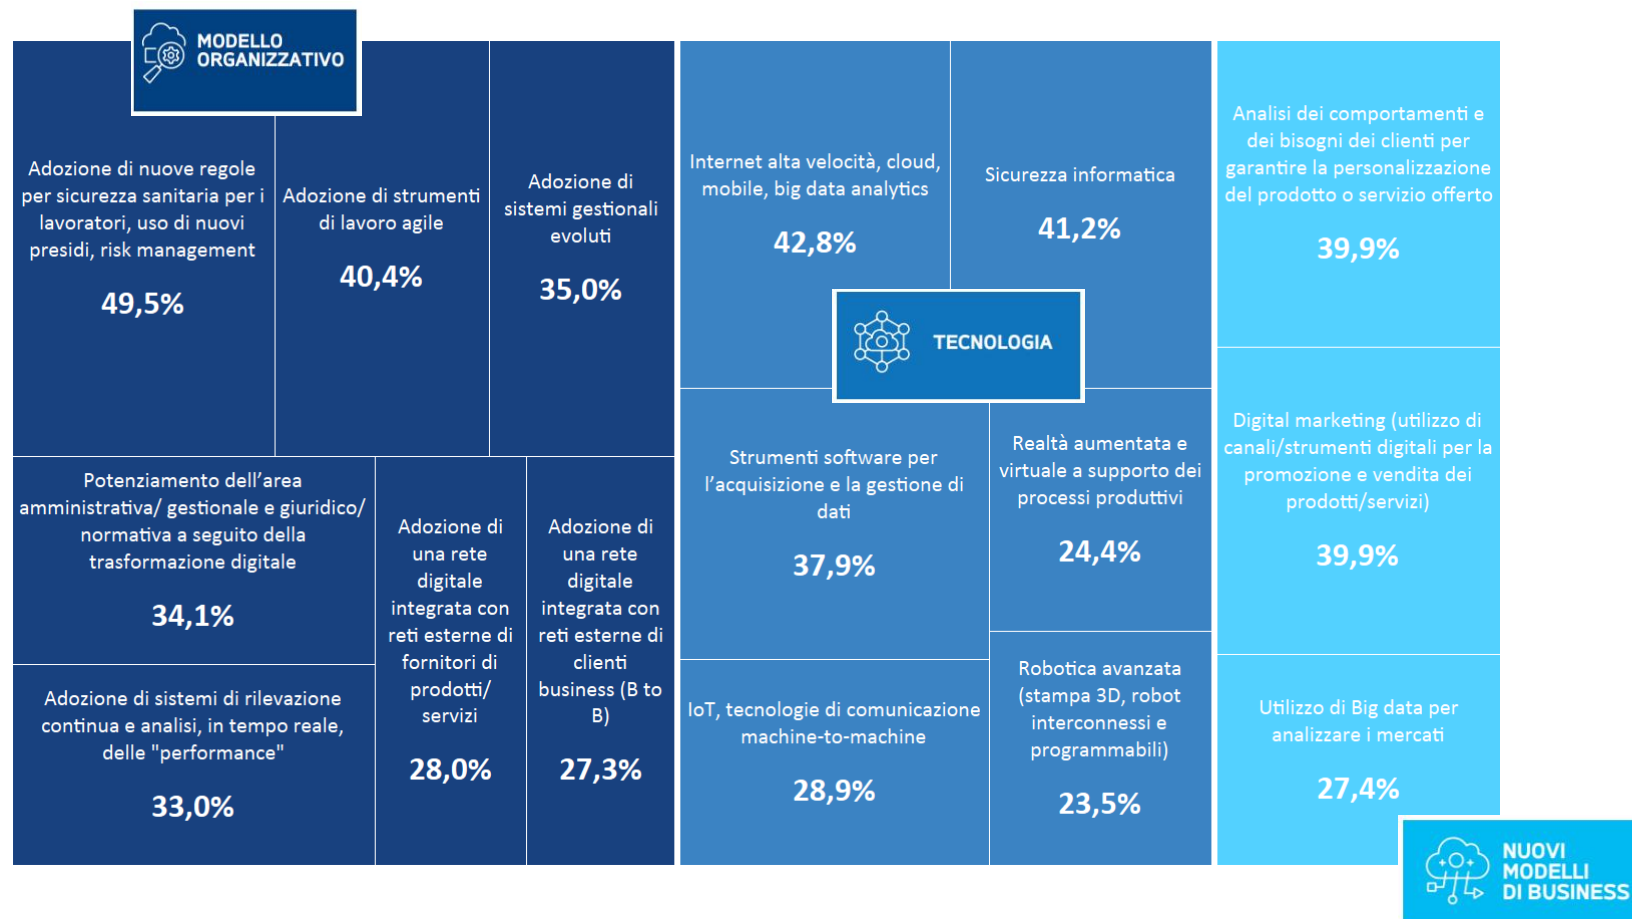 MODELLO
ORGANIZZATIVO
Adozione di nuove regole
per sicurezza sanitaria per i
lavoratori, uso di nuovi
presidi, risk management
49,5%
Adozione di strumenti
di lavoro agile
40,4%
Adozione di
sistemi gestionali
evoluti
35,0%
Potenziamento dell’area
amministrativa/ gestionale e giuridico/
normativa a seguito della
trasformazione digitale
34,1%
Adozione di sistemi di rilevazione
continua e analisi, in tempo reale,
delle "performance"
33,0%
Adozione di
una rete
digitale
integrata con
reti esterne di
fornitori di
prodotti/
servizi
28,0%
Adozione di
una rete
digitale
integrata con
reti esterne di
clienti
business (B to
B)
27,3%
TECNOLOGIA
Internet alta velocità, cloud,
mobile, big data analytics
42,8%
Sicurezza informatica
41,2%
Strumenti software per
l’acquisizione e la gestione di
dati
37,9%
Realtà aumentata e
virtuale a supporto dei
processi produttivi
24,4%
IoT, tecnologie di comunicazione
machine-to-machine
28,9%
Robotica avanzata
(stampa 3D, robot
interconnessi e
programmabili)
23,5%
Analisi dei comportamenti e
dei bisogni dei clienti per
garantire la personalizzazione
del prodotto o servizio offerto
39,9%
Digital marketing (utilizzo di
canali/strumenti digitali per la
promozione e vendita dei
prodotti/servizi)
39,9%
Utilizzo di Big data per
analizzare i mercati
27,4%
NUOVI
MODELLI
DI BUSINESS